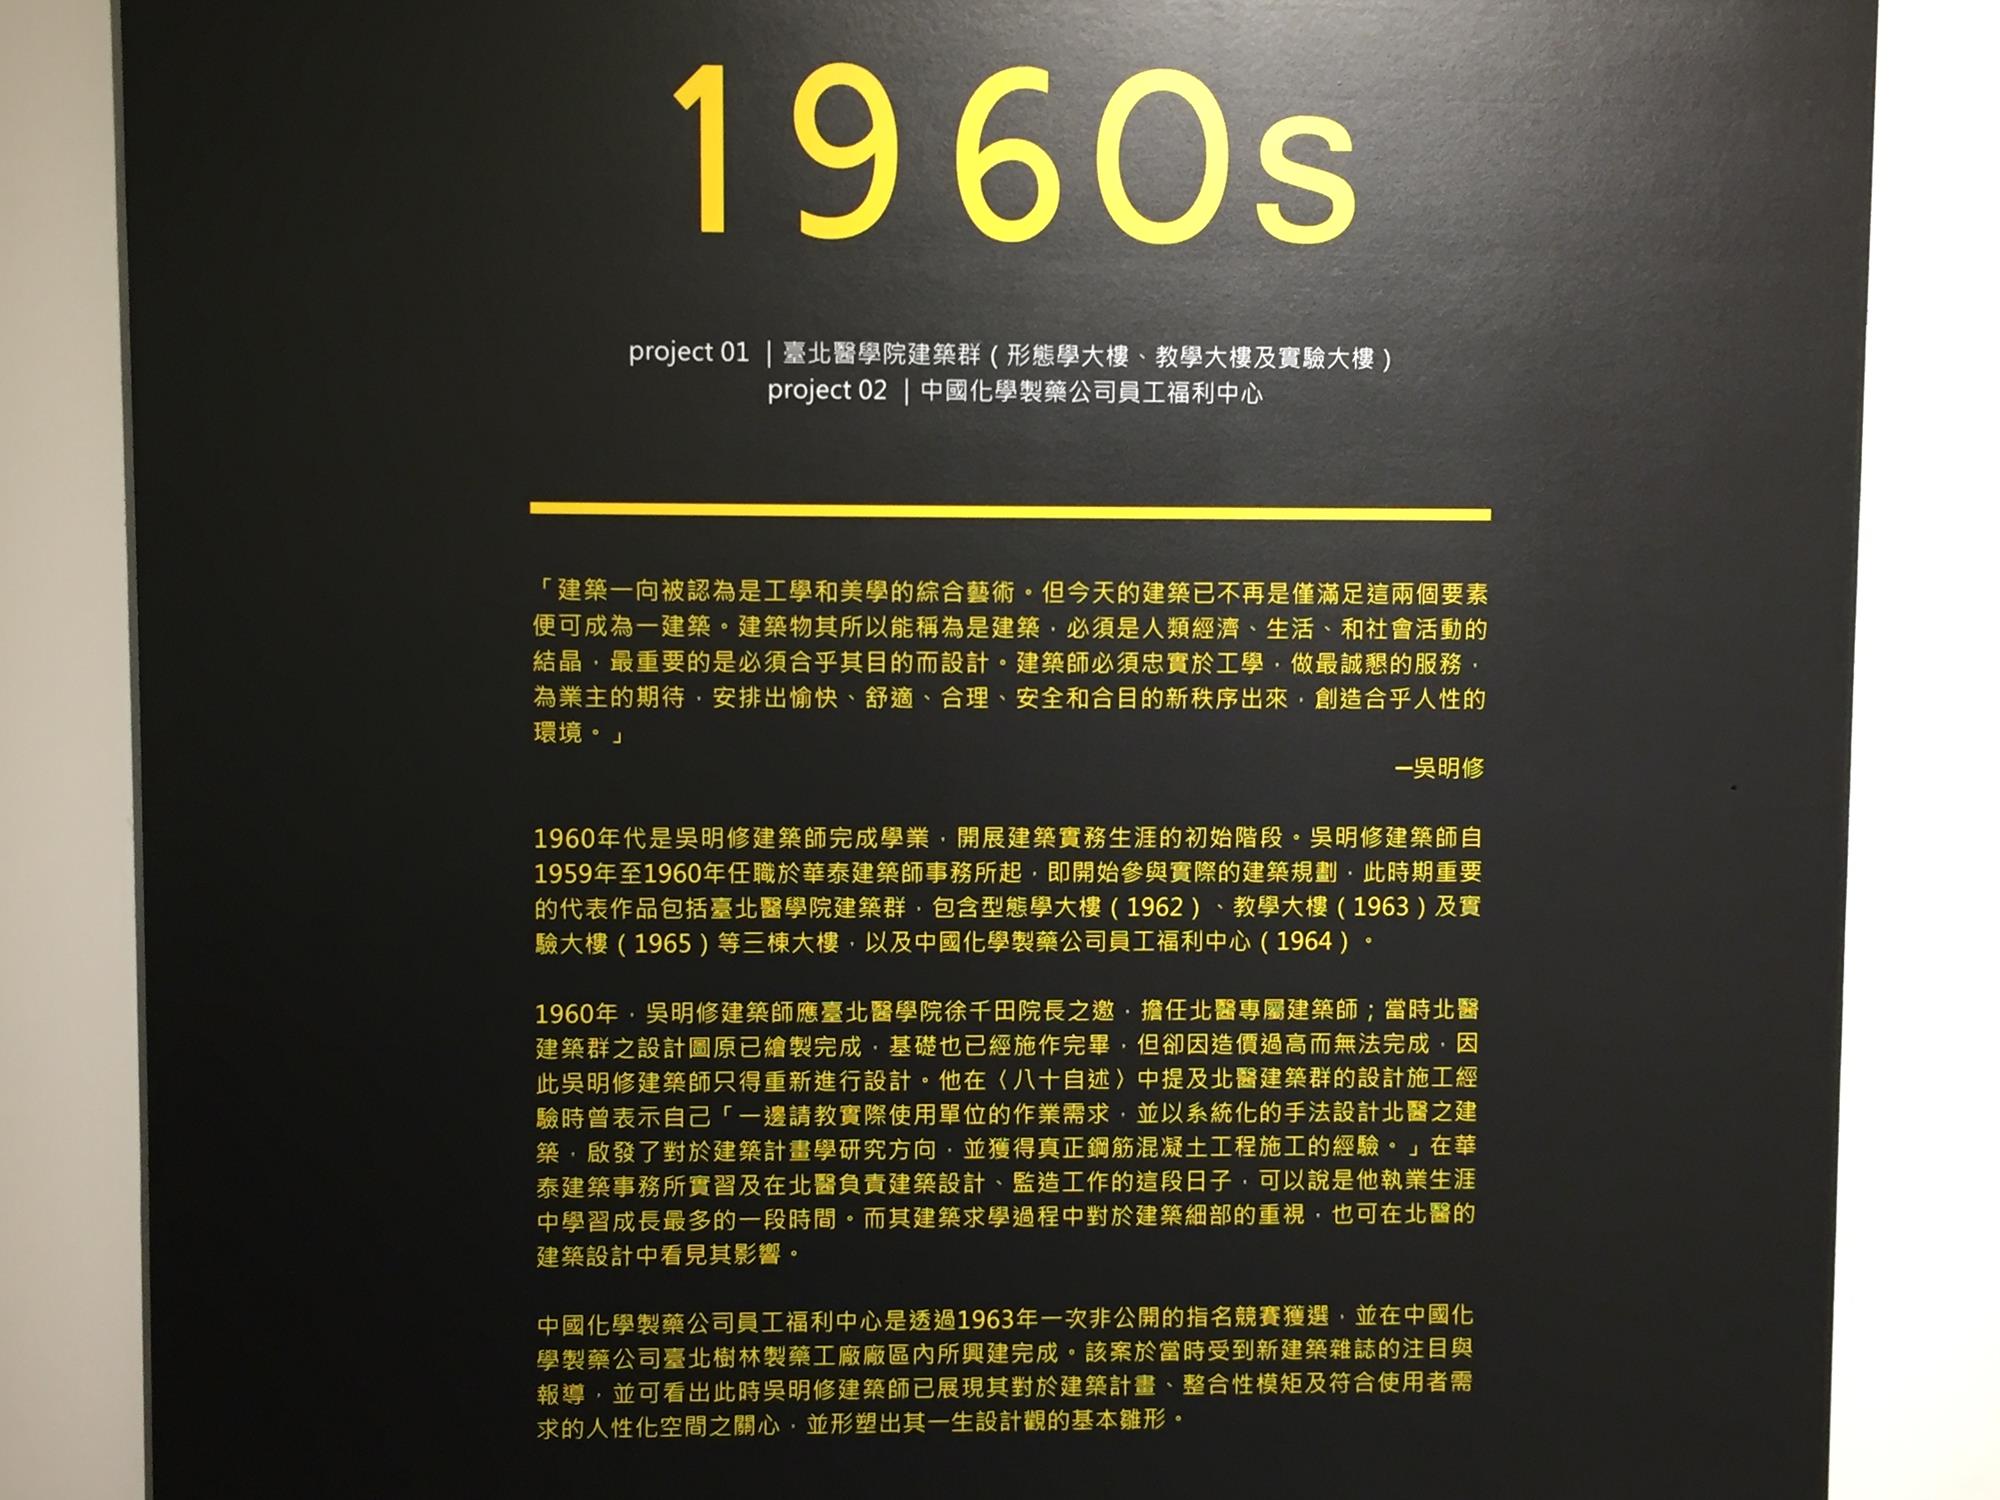 1960s
project 01 ｜臺北醫學院建築群（形態學大樓、教學大樓及實驗大樓）
project 02 ｜中國化學製藥公司員工福利中心
「建築一向被認為是工學和美學的綜合藝術。但今天的建築已不再是僅滿足這兩個要素
便可成為一建築。建築物其所以能稱為是建築，必須是人類經濟、生活、和社會活動的
結晶，最重要的是必須合乎其目的而設計。建築師必須忠實於工學，做最誠懇的服務，
為業主的期待，安排出愉快、舒適、合理、安全和合目的新秩序出來，創造合乎人性的
環境。」
—吳明修
1960年代是吳明修建築師完成學業，開展建築實務生涯的初始階段。吳明修建築師自
1959年至1960年任職於華泰建築師事務所起，即開始參與實際的建築規劃，此時期重要
的代表作品包括臺北醫學院建築群，包含型態學大樓（1962）、教學大樓（1963）及實
驗大樓（1965）等三棟大樓，以及中國化學製藥公司員工福利中心（1964）。
1960年，吳明修建築師應臺北醫學院徐千田院長之邀，擔任北醫專屬建築師；當時北醫
建築群之設計圖原已繪製完成，基礎也已經施作完畢，但卻因造價過高而無法完成，因
此吳明修建築師只得重新進行設計。他在〈八十自述〉中提及北醫建築群的設計施工經
驗時曾表示自己「一邊請教實際使用單位的作業需求，並以系統化的手法設計北醫之建
築，啟發了對於建築計畫學研究方向，並獲得真正鋼筋混凝土工程施工的經驗。」在華
泰建築事務所實習及在北醫負責建築設計、監造工作的這段日子，可以說是他執業生涯
中學習成長最多的一段時間。而其建築求學過程中對於建築細部的重視，也可在北醫的
建築設計中看見其影響。
中國化學製藥公司員工福利中心是透過1963年一次非公開的指名競賽獲選，並在中國化
學製藥公司臺北樹林製藥工廠廠區內所興建完成。該案於當時受到新建築雜誌的注目與
報導，並可看出此時吳明修建築師已展現其對於建築計畫、整合性模矩及符合使用者需
求的人性化空間之關心，並形塑出其一生設計觀的基本雛形。